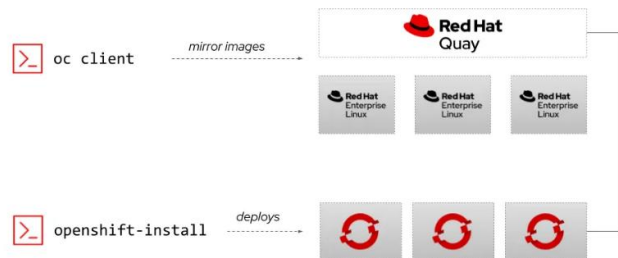 Red Hat
Quay
mirror images
>_ oc client
Red Hat
Enterprise
Linux
Red Hat
Enterprise
Linux
Red Hat
Enterprise
Linux
deploys
>_ openshift-install